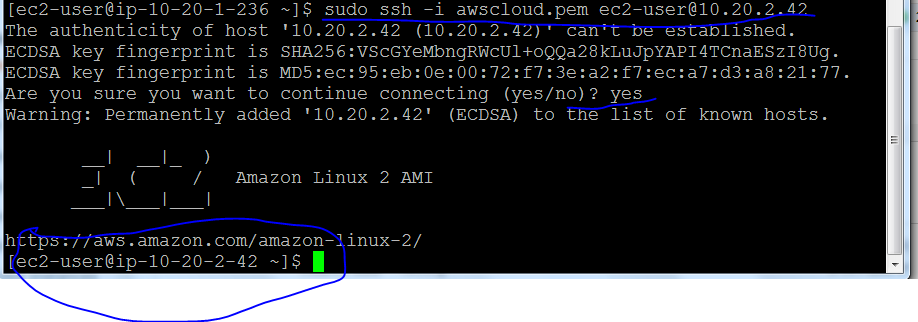 [ec2-user@ip-10-20-1-236 ~]$ sudo ssh -i awscloud.pem ec2-user@10.20.2.42
The authenticity of host '10.20.2.42 (10.20.2.42)' can't be established.
ECDSA key fingerprint is SHA256:VScGYeMbngRWcUl+oQQa28kLuJpYAPI4TCnaESzI8Ug.
ECDSA key fingerprint is MD5:ec:95:eb:0e:00:72:f7:3e:a2:f7:ec:a7:d3:a8:21:77.
Are you sure you want to continue connecting (yes/no)? yes
Warning: Permanently added '10.20.2.42' (ECDSA) to the list of known hosts.
       __|  __|_  )
       _|  (     /   Amazon Linux 2 AMI
      ___|\___|___|
https://aws.amazon.com/amazon-linux-2/
[ec2-user@ip-10-20-2-42 ~]$